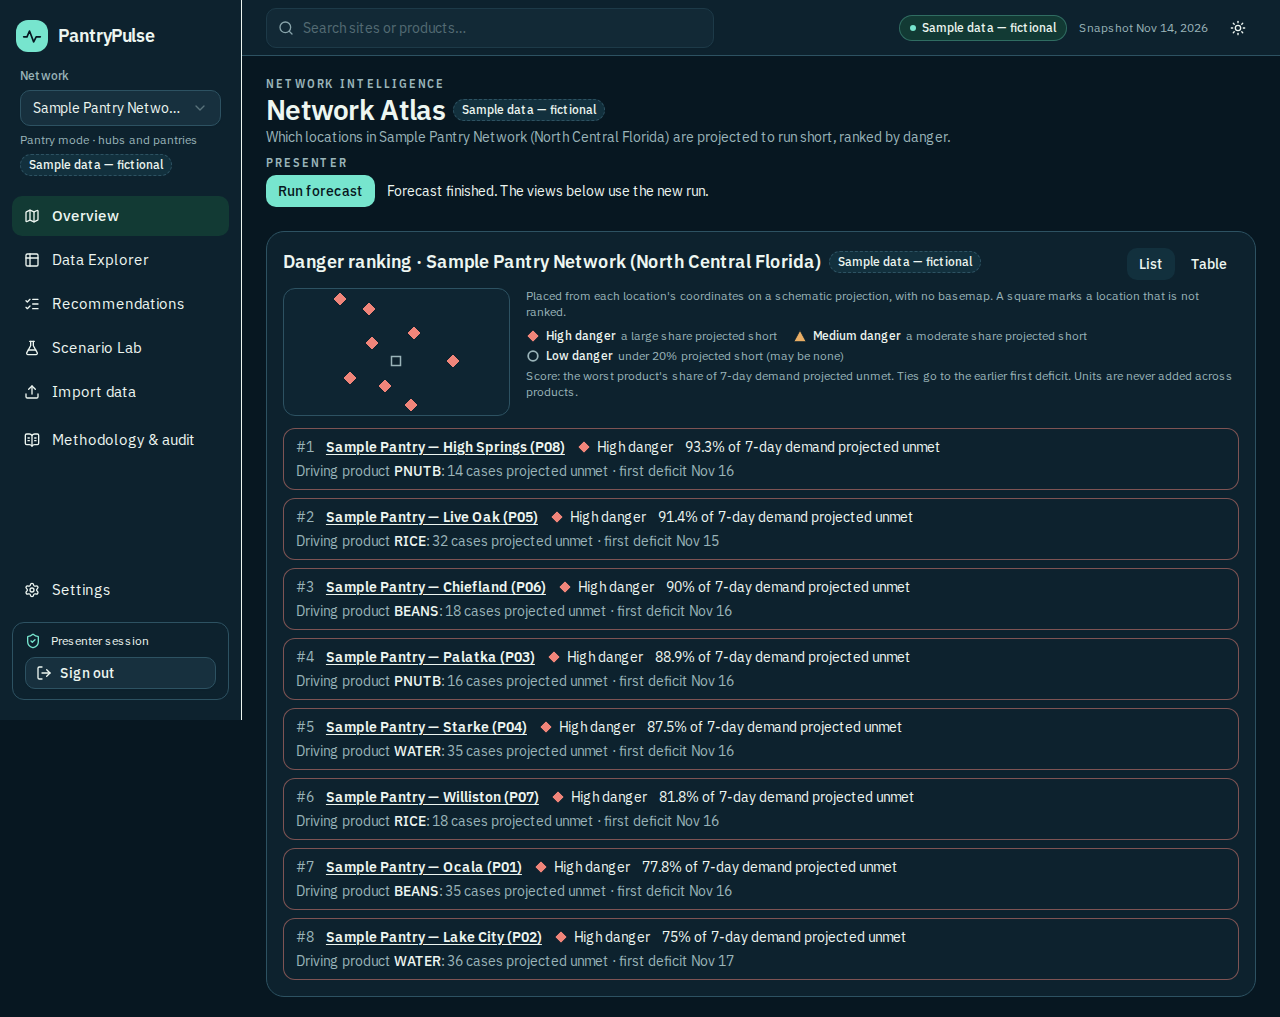 PantryPulse
Network
Sample Pantry Netwo...
Pantry mode · hubs and pantries
Sample data — fictional
Overview
Data Explorer
Recommendations
Scenario Lab
Import data
Methodology & audit
Settings
Presenter session
Sign out
Search sites or products...
Sample data — fictional
Snapshot Nov 14, 2026
NETWORK INTELLIGENCE
Network Atlas Sample data — fictional
Which locations in Sample Pantry Network (North Central Florida) are projected to run short, ranked by danger.
PRESENTER
Run forecast Forecast finished. The views below use the new run.
Danger ranking · Sample Pantry Network (North Central Florida) Sample data — fictional List Table
Placed from each location's coordinates on a schematic projection, with no basemap. A square marks a location that is not
ranked.
High danger a large share projected short Medium danger a moderate share projected short
Low danger under 20% projected short (may be none)
Score: the worst product's share of 7-day demand projected unmet. Ties go to the earlier first deficit. Units are never added across
products.
#1 Sample Pantry — High Springs (P08) High danger 93.3% of 7-day demand projected unmet
Driving product PNUTB: 14 cases projected unmet · first deficit Nov 16
#2 Sample Pantry — Live Oak (P05) High danger 91.4% of 7-day demand projected unmet
Driving product RICE: 32 cases projected unmet · first deficit Nov 15
#3 Sample Pantry — Chiefland (P06) High danger 90% of 7-day demand projected unmet
Driving product BEANS: 18 cases projected unmet · first deficit Nov 16
#4 Sample Pantry — Palatka (P03) High danger 88.9% of 7-day demand projected unmet
Driving product PNUTB: 16 cases projected unmet · first deficit Nov 16
#5 Sample Pantry — Starke (P04) High danger 87.5% of 7-day demand projected unmet
Driving product WATER: 35 cases projected unmet · first deficit Nov 16
#6 Sample Pantry — Williston (P07) High danger 81.8% of 7-day demand projected unmet
Driving product RICE: 18 cases projected unmet · first deficit Nov 16
#7 Sample Pantry — Ocala (P01) High danger 77.8% of 7-day demand projected unmet
Driving product BEANS: 35 cases projected unmet · first deficit Nov 16
#8 Sample Pantry — Lake City (P02) High danger 75% of 7-day demand projected unmet
Driving product WATER: 36 cases projected unmet · first deficit Nov 17